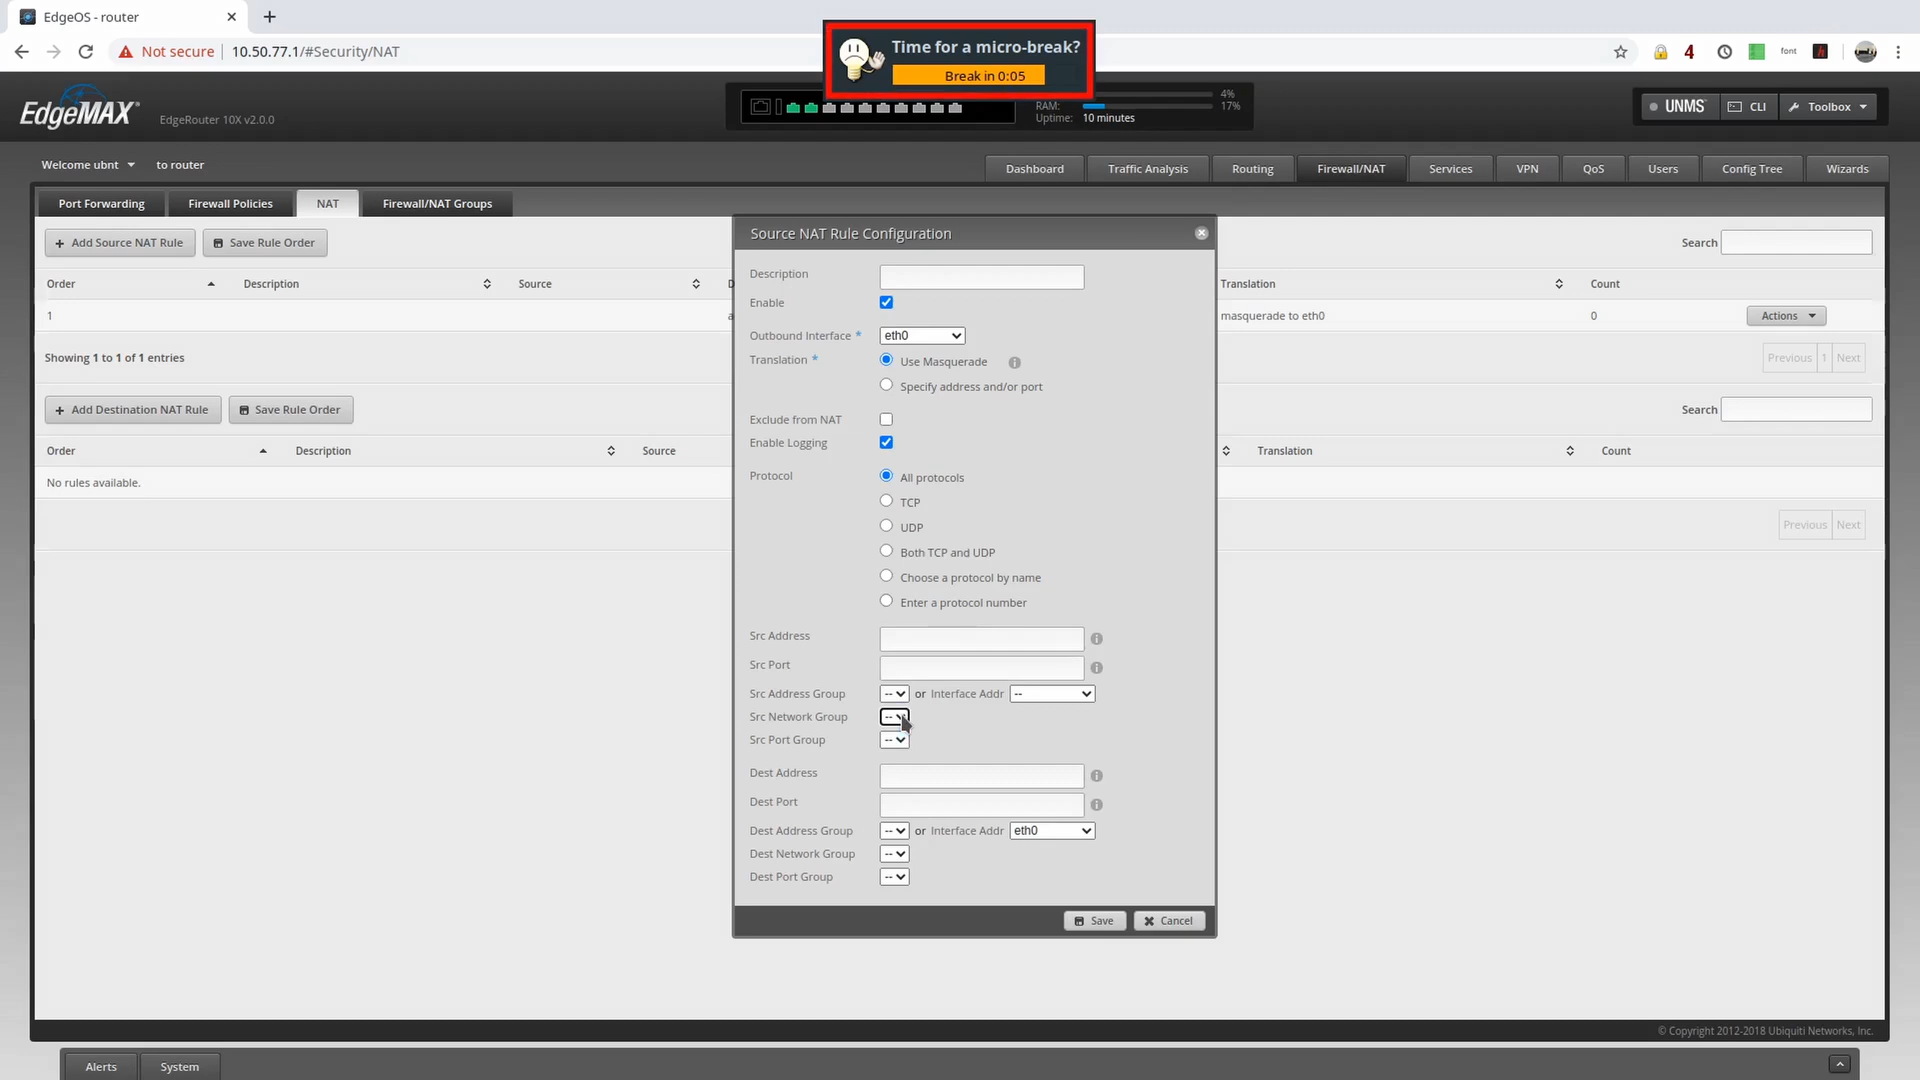 EdgeOS - router
Not secure 10.50.77.1/#Security/NAT
4 font h
Time for a micro-break?
Break in 0:05
EdgeMAX EdgeRouter 10X v2.0.0
4%
RAM: 17%
Uptime: 10 minutes
UNMS CLI Toolbox
Welcome ubnt to router
Dashboard Traffic Analysis Routing Firewall/NAT Services VPN QoS Users Config Tree Wizards
Port Forwarding Firewall Policies NAT Firewall/NAT Groups
+ Add Source NAT Rule Save Rule Order Search
Order Description Source D Translation Count
1 a masquerade to eth0 0 Actions
Showing 1 to 1 of 1 entries Previous 1 Next
+ Add Destination NAT Rule Save Rule Order Search
Order Description Source Translation Count
No rules available.
Previous Next
Source NAT Rule Configuration
Description
Enable
Outbound Interface * eth0
Translation * Use Masquerade
Specify address and/or port
Exclude from NAT
Enable Logging
Protocol All protocols
TCP
UDP
Both TCP and UDP
Choose a protocol by name
Enter a protocol number
Src Address
Src Port
Src Address Group -- or Interface Addr --
Src Network Group --
Src Port Group --
Dest Address
Dest Port
Dest Address Group -- or Interface Addr eth0
Dest Network Group --
Dest Port Group --
Save Cancel
© Copyright 2012-2018 Ubiquiti Networks, Inc.
Alerts System